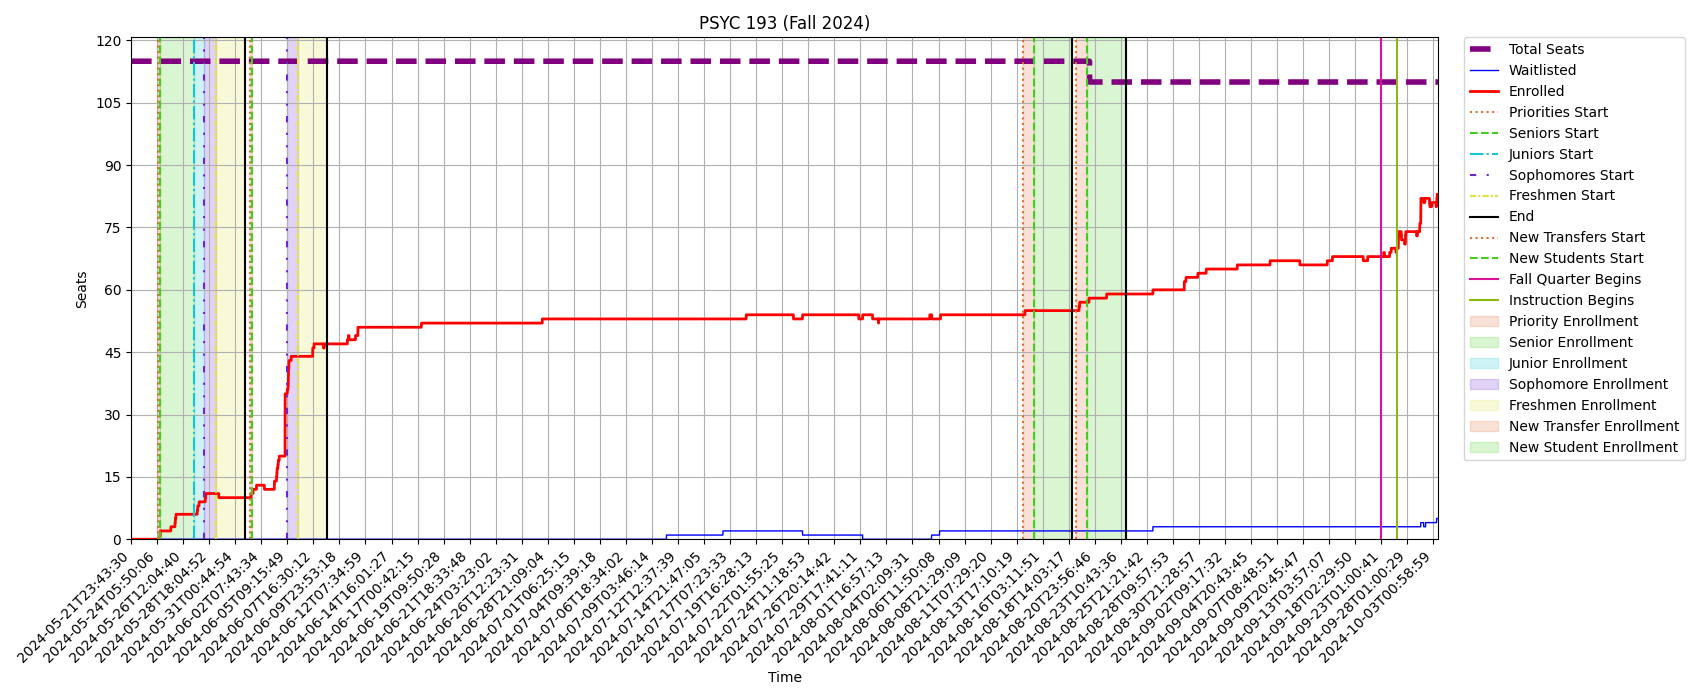 PSYC 193 (Fall 2024)
120
105
90
75
60
45
30
15
0
Seats
2024-05-21T23:43:30
2024-05-24T05:50:06
2024-05-26T12:04:40
2024-05-28T18:04:52
2024-05-31T00:44:54
2024-06-02T07:43:34
2024-06-05T09:15:49
2024-06-07T16:30:12
2024-06-09T23:53:18
2024-06-12T07:34:59
2024-06-14T16:01:27
2024-06-17T00:42:15
2024-06-19T09:50:28
2024-06-21T18:33:48
2024-06-24T03:23:02
2024-06-26T12:23:31
2024-06-28T21:09:04
2024-07-01T06:25:15
2024-07-04T09:39:18
2024-07-06T18:34:02
2024-07-09T03:46:14
2024-07-12T12:37:39
2024-07-14T21:47:05
2024-07-17T07:23:33
2024-07-19T16:28:13
2024-07-22T01:55:25
2024-07-24T11:18:53
2024-07-26T20:14:42
2024-07-29T17:41:11
2024-08-01T16:57:13
2024-08-04T02:09:31
2024-08-06T11:50:08
2024-08-08T21:29:09
2024-08-11T07:29:20
2024-08-13T17:10:19
2024-08-16T03:11:51
2024-08-18T14:03:17
2024-08-20T23:56:46
2024-08-23T10:43:36
2024-08-25T21:21:42
2024-08-28T09:57:53
2024-08-30T21:28:57
2024-09-02T09:17:32
2024-09-04T20:43:45
2024-09-07T08:48:51
2024-09-09T20:45:47
2024-09-13T03:57:07
2024-09-18T02:29:50
2024-09-23T01:00:41
2024-09-28T01:00:29
2024-10-03T00:58:59
Time
Total Seats
Waitlisted
Enrolled
Priorities Start
Seniors Start
Juniors Start
Sophomores Start
Freshmen Start
End
New Transfers Start
New Students Start
Fall Quarter Begins
Instruction Begins
Priority Enrollment
Senior Enrollment
Junior Enrollment
Sophomore Enrollment
Freshmen Enrollment
New Transfer Enrollment
New Student Enrollment